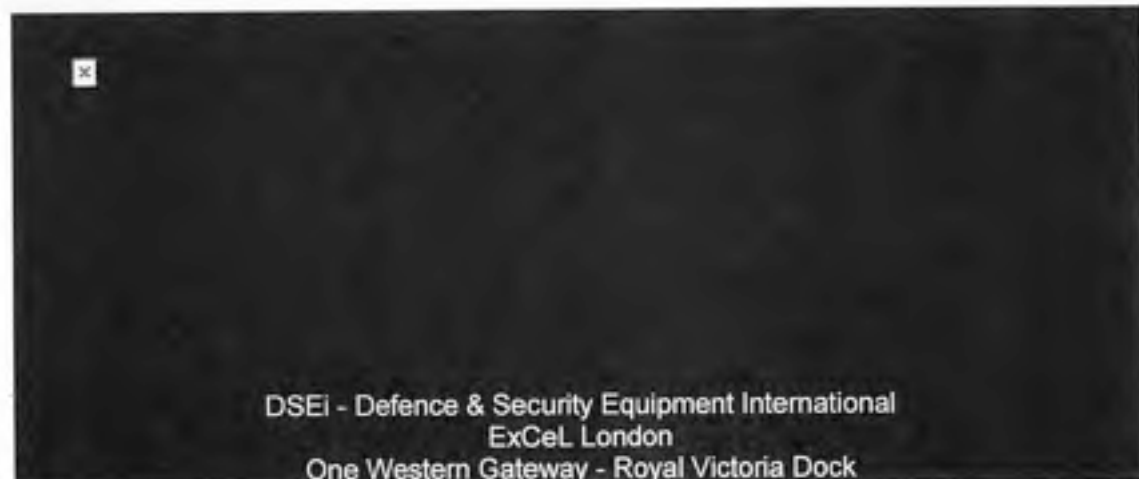 DSEi - Defence & Security Equipment International
ExCeL London
One Western Gateway - Royal Victoria Dock